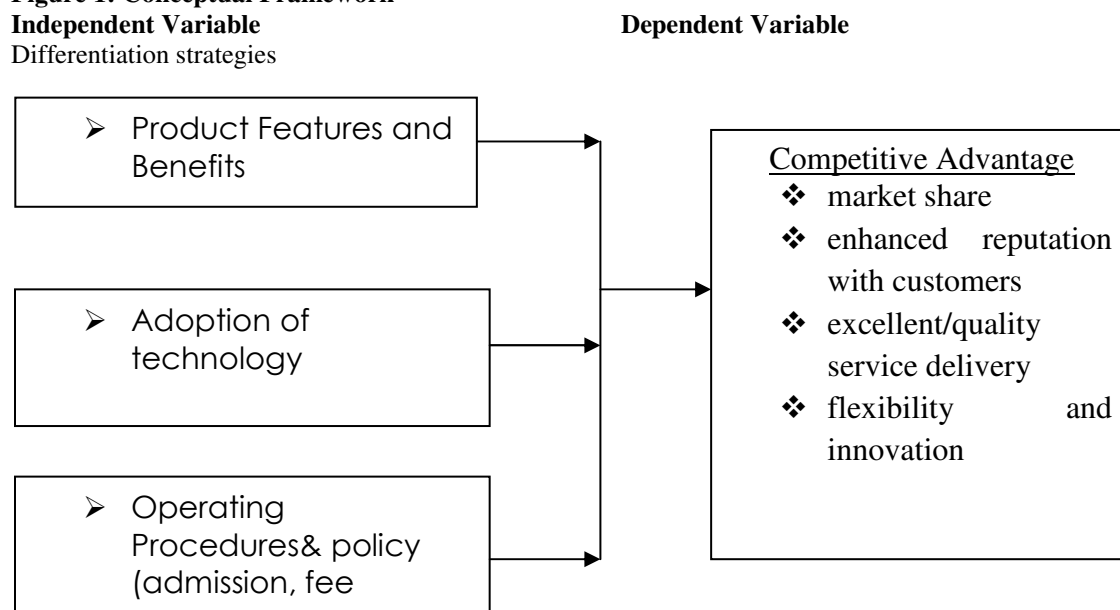 Independent Variable
Dependent Variable
Differentiation strategies
➢ Product Features and
Benefits
➢ Adoption of
technology
➢ Operating
Procedures& policy
(admission, fee
Competitive Advantage
❖ market share
❖ enhanced reputation
with customers
❖ excellent/quality
service delivery
❖ flexibility and
innovation